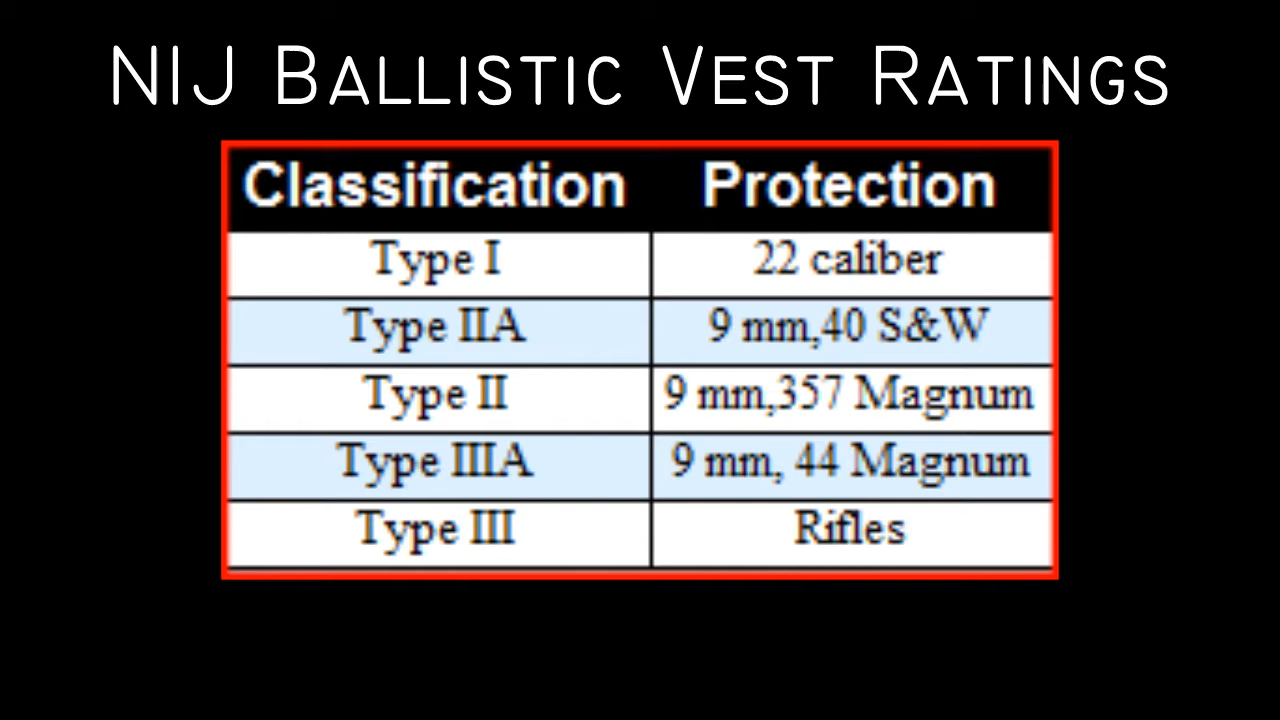 NIJ Ballistic Vest Ratings
Classification Protection
Type I 22 caliber
Type IIA 9 mm,40 S&W
Type II 9 mm,357 Magnum
Type IIIA 9 mm, 44 Magnum
Type III Rifles